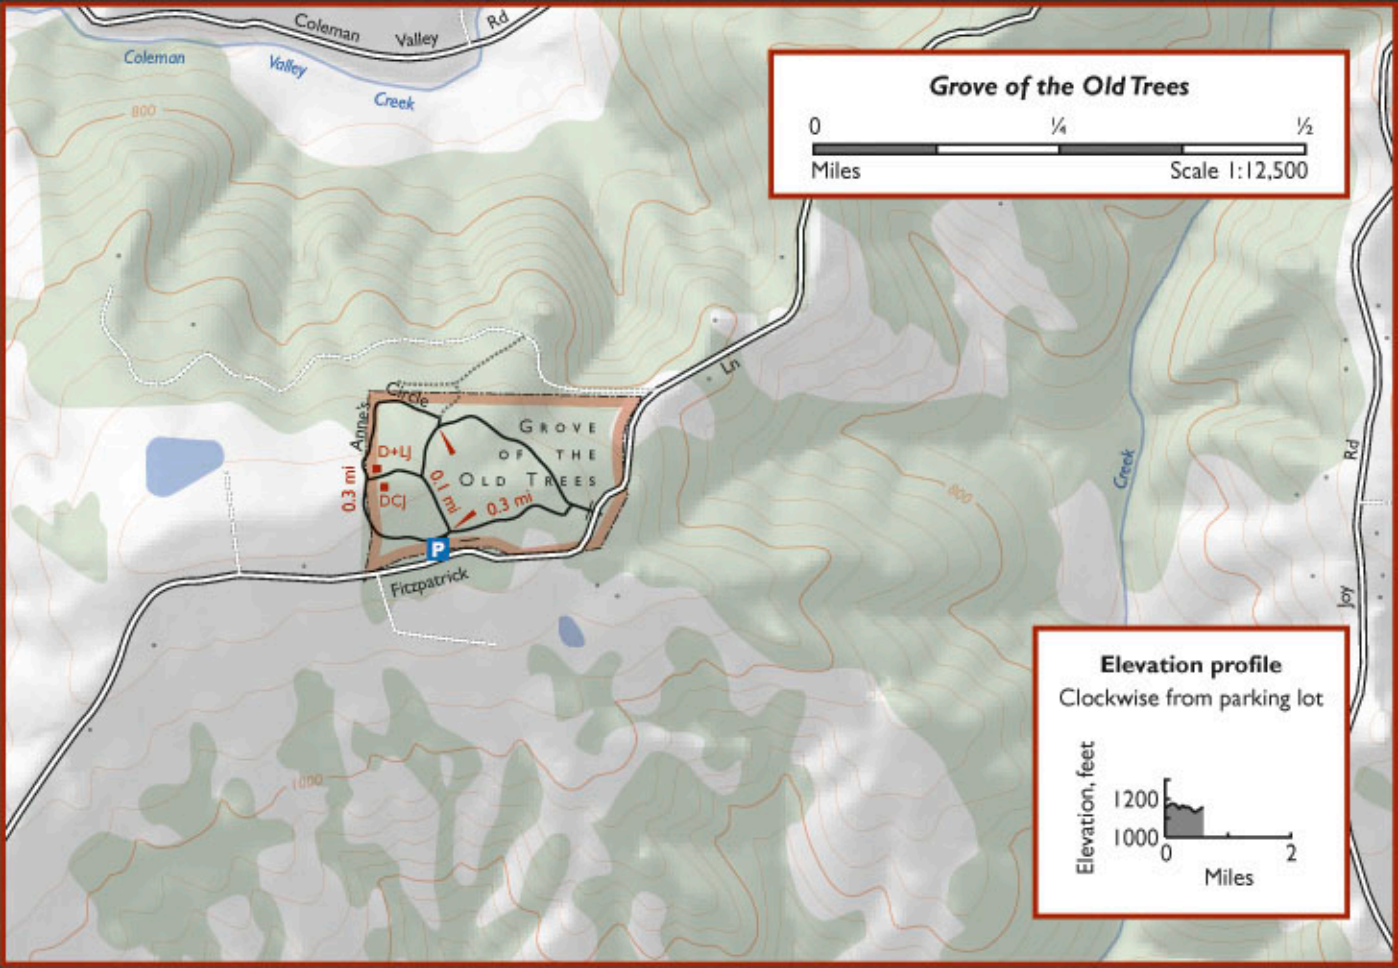 Coleman Valley Rd
Coleman Valley Creek
800
Grove of the Old Trees
0 ¼ ½
Miles Scale 1:12,500
Ln
Anne's Circle
GROVE
OF THE
OLD TREES
D+LJ
DCJ
0.3 mi
0.1 mi
0.3 mi
P
Fitzpatrick
800
Creek
Rd
Joy
1000
Elevation profile
Clockwise from parking lot
Elevation, feet
1200
1000
0 2
Miles